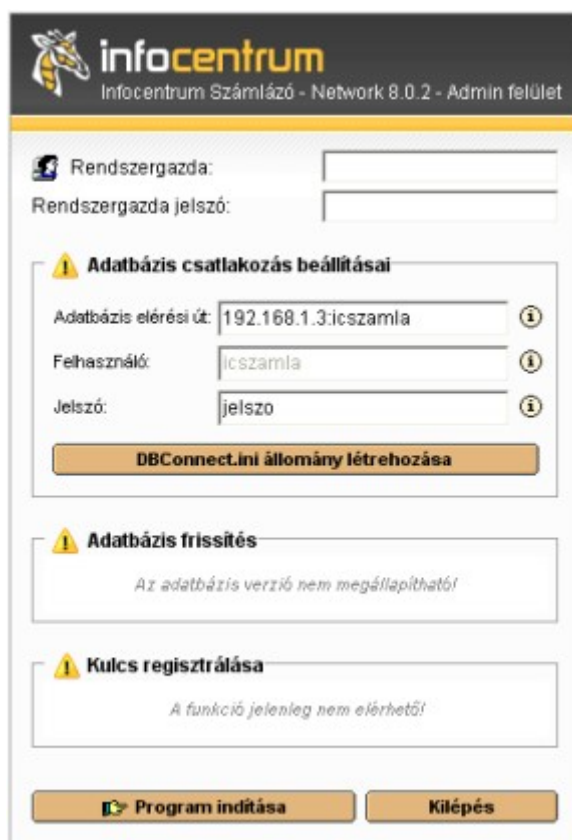 infocentrum
Infocentrum Számlázó - Network 8.0.2 - Admin felület
Rendszergazda:
Rendszergazda jelszó:
Adatbázis csatlakozás beállításai
Adatbázis elérési út: 192.168.1.3:icszamla
Felhasználó: icszamla
Jelszó: jelszo
DBConnect.ini állomány létrehozása
Adatbázis frissítés
Az adatbázis verzió nem megállapítható!
Kulcs regisztrálása
A funkció jelenleg nem elérhető!
Program indítása Kilépés